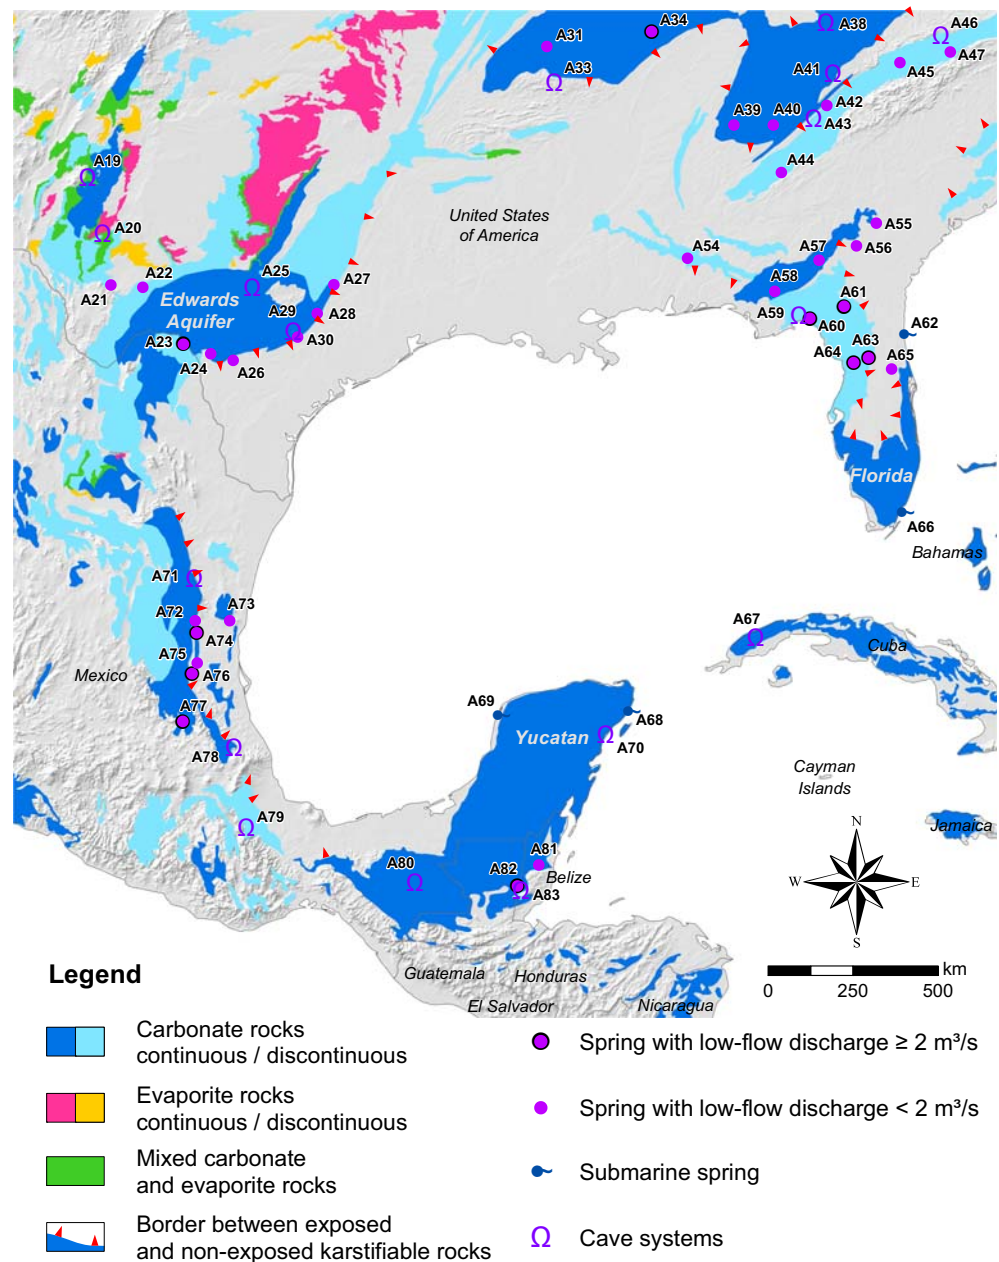 A34
A46
A31
A38
A47
A33
A41
A45
A42
A39
A40
A43
A19
A44
United States
of America
A55
A20
A54
A57
A56
A22
A25
A27
A58
A21
A61
Edwards
Aquifer
A29
A28
A59
A60
A62
A23
A30
A63
A64
A65
A24
A26
Florida
A66
Bahamas
A71
A72
A73
A67
A74
Cuba
A75
Mexico
A76
A69
A77
A68
Yucatan
A78
A70
Cayman
Islands
A79
Jamaica
N
A80
A82
A81
Belize
W
E
A83
S
Guatemala
Honduras
El Salvador
Nicaragua
km
0
250
500
Legend
Carbonate rocks
continuous / discontinuous
Evaporite rocks
continuous / discontinuous
Mixed carbonate
and evaporite rocks
Border between exposed
and non-exposed karstifiable rocks
Spring with low-flow discharge ≥ 2 m³/s
Spring with low-flow discharge < 2 m³/s
Submarine spring
Cave systems